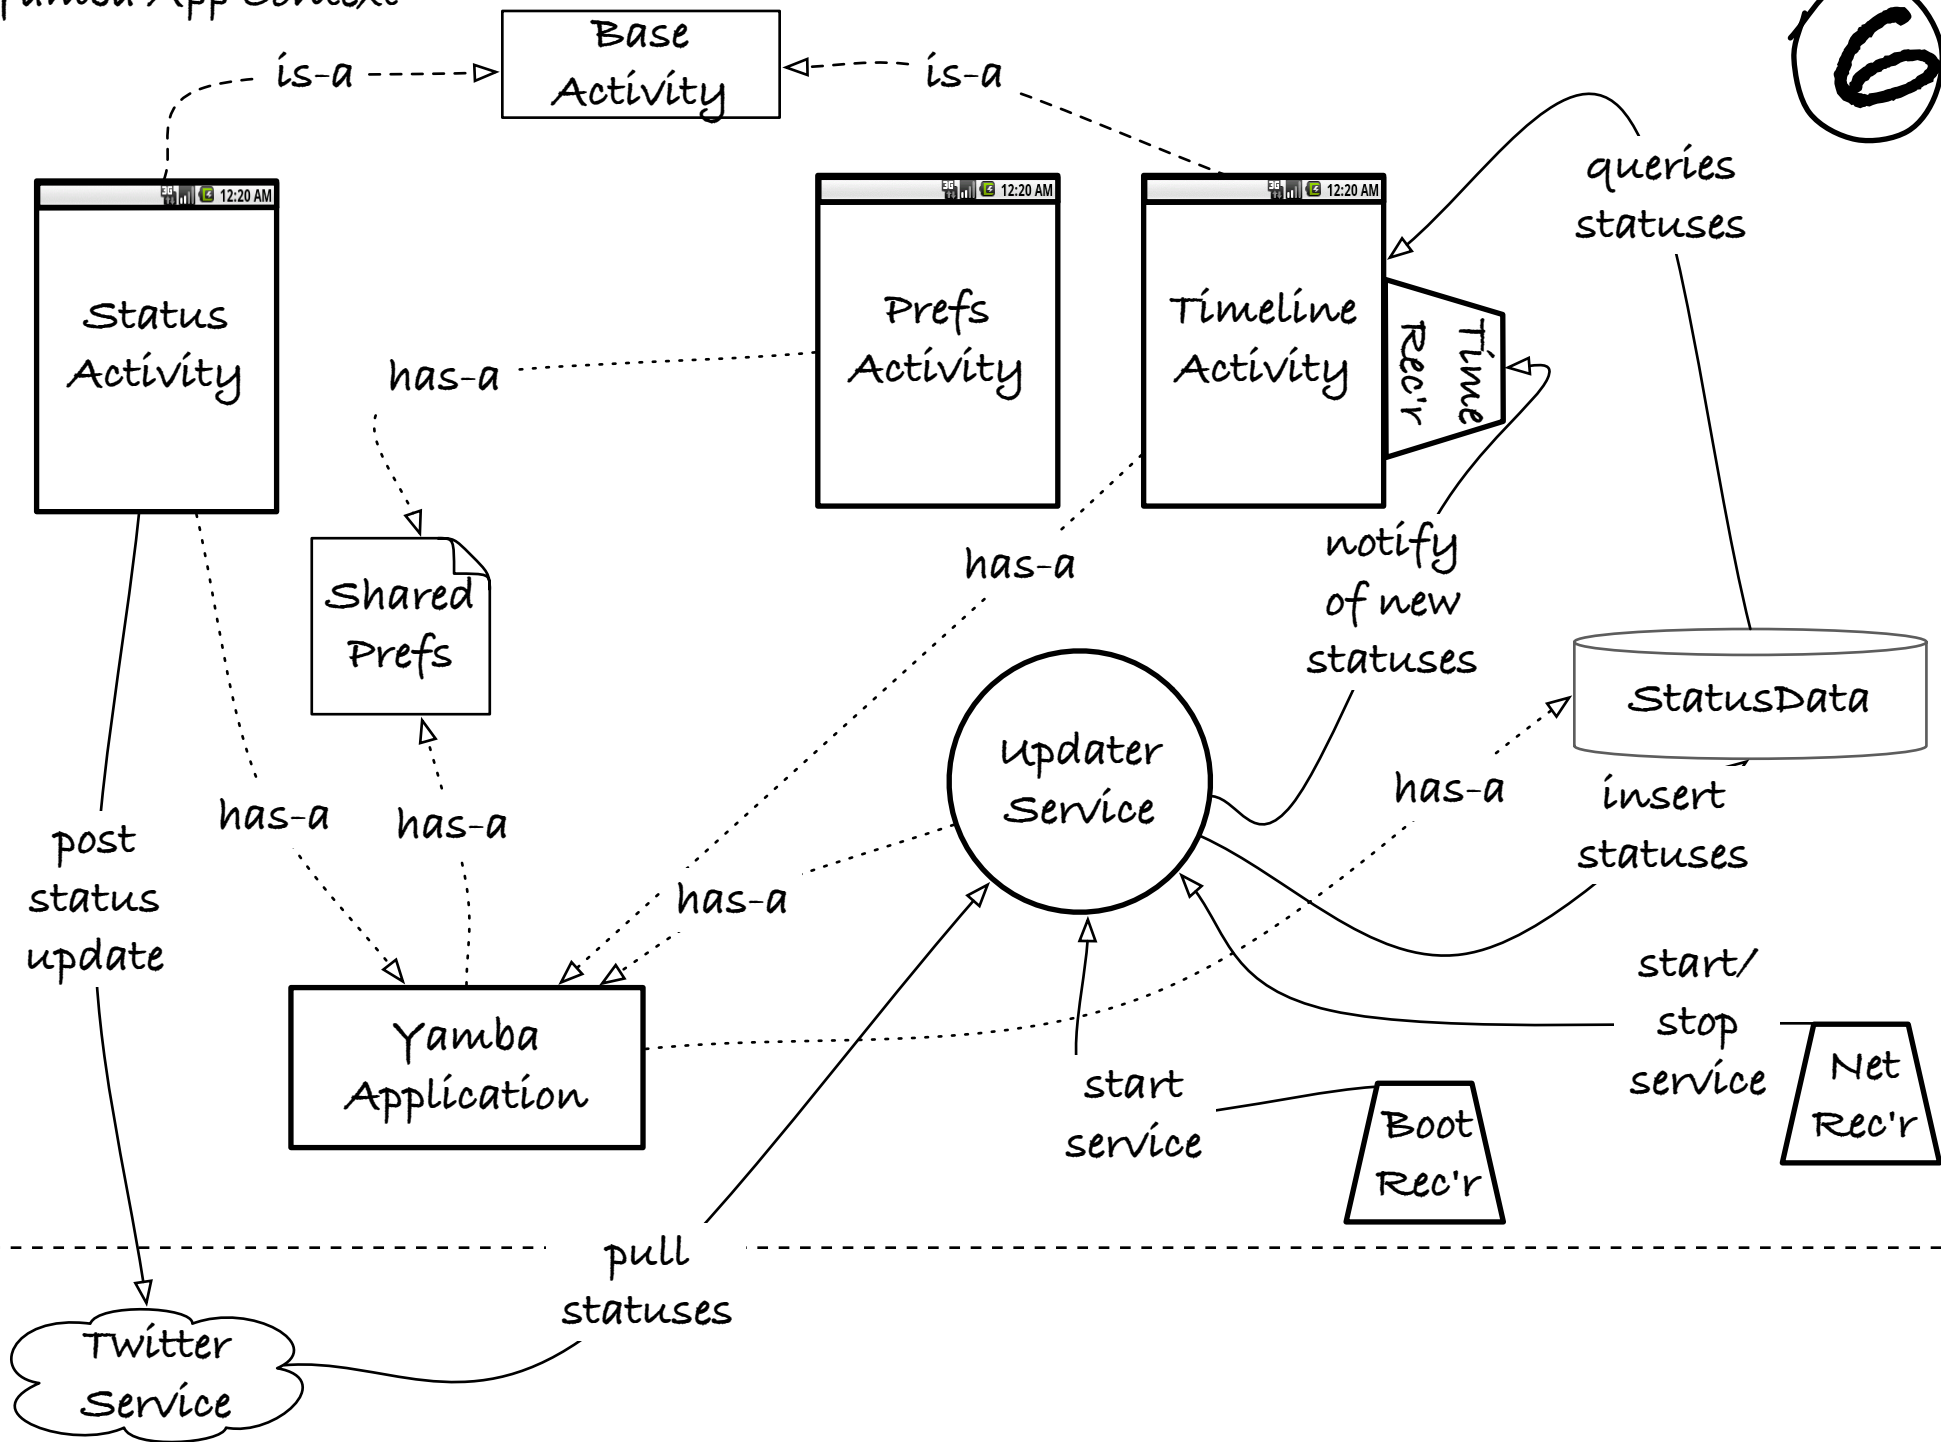 Yamba App Context
6
Base
Activity
is-a
is-a
12:20 AM
12:20 AM
12:20 AM
queries
statuses
Status
Activity
Prefs
Activity
Timeline
Activity
Time
Rec'r
has-a
has-a
notify
of new
statuses
Shared
Prefs
Updater
Service
StatusData
has-a
has-a
has-a
has-a
insert
statuses
post
status
update
start/
stop
service
Yamba
Application
start
service
Boot
Rec'r
Net
Rec'r
pull
statuses
Twitter
Service